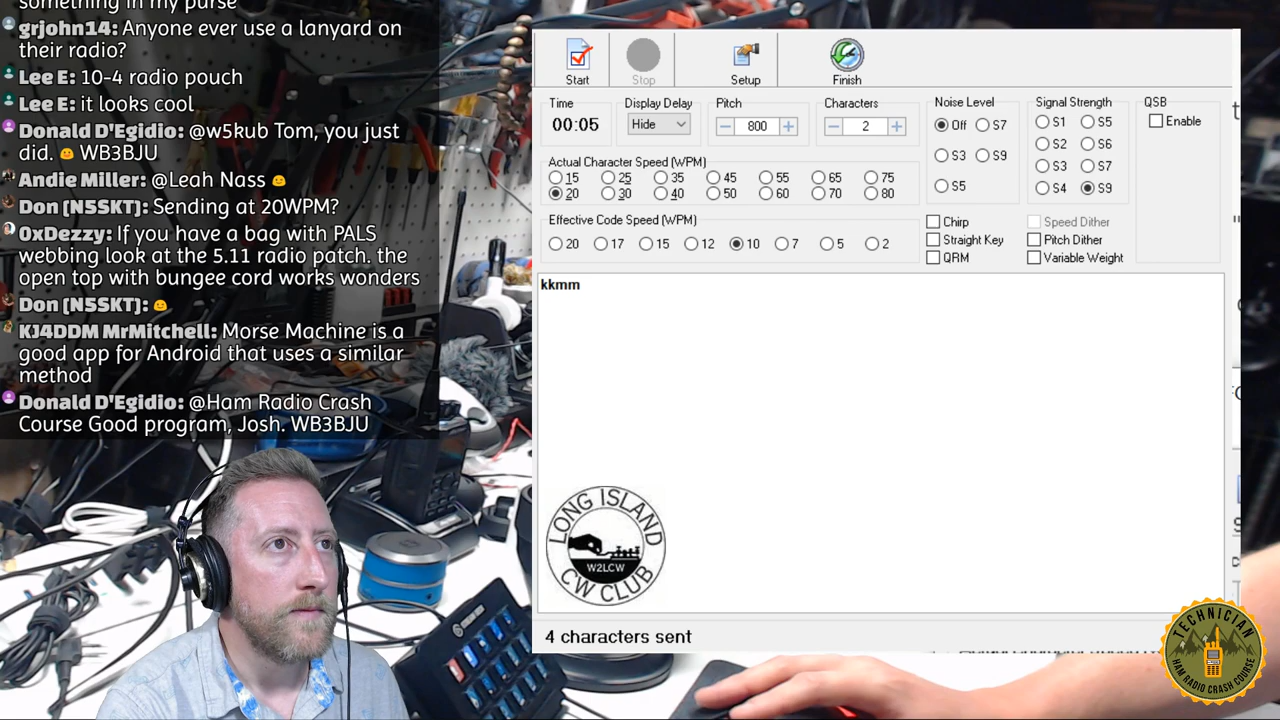 something in my purse
grjohn14: Anyone ever use a lanyard on
their radio?
Lee E: 10-4 radio pouch
Lee E: it looks cool
Donald D'Egidio: @w5kub Tom, you just
did. WB3BJU
Andie Miller: @Leah Nass
Don (N5SKT): Sending at 20WPM?
0xDezzy: If you have a bag with PALS
webbing look at the 5.11 radio patch. the
open top with bungee cord works wonders
Don (N5SKT):
KJ4DDM MrMitchell: Morse Machine is a
good app for Android that uses a similar
method
Donald D'Egidio: @Ham Radio Crash
Course Good program, Josh. WB3BJU
Start Stop Setup Finish
Time Display Delay Pitch Characters
00:05 Hide 800 2
Actual Character Speed (WPM)
15 25 35 45 55 65 75
20 30 40 50 60 70 80
Effective Code Speed (WPM)
20 17 15 12 10 7 5 2
Noise Level
Off S7
S3 S9
S5
Signal Strength
S1 S5
S2 S6
S3 S7
S4 S9
QSB
Enable
Chirp Speed Dither
Straight Key Pitch Dither
QRM Variable Weight
kkmm
LONG ISLAND
W2LCW
CW CLUB
4 characters sent
TECHNICIAN
HAM RADIO CRASH COURSE